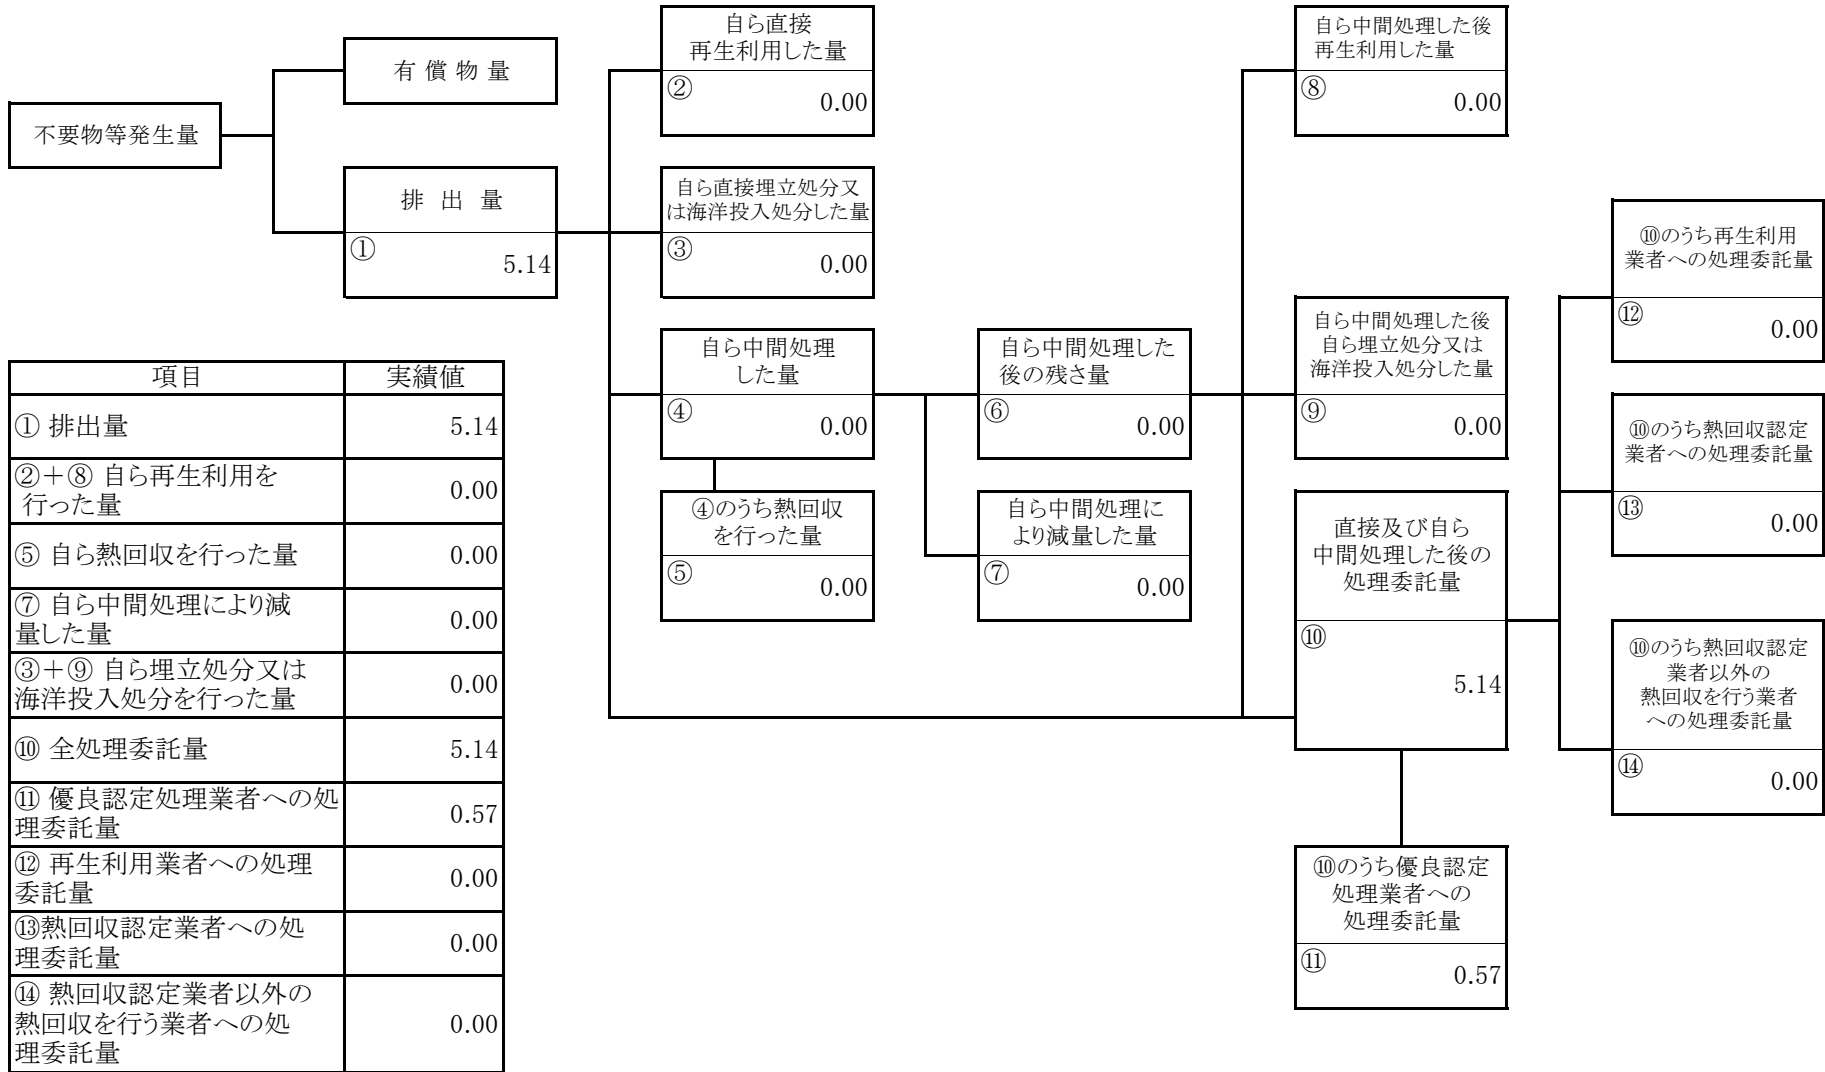 不要物等発生量
有償物量
排出量
①
5.14
自ら直接
再生利用した量
②
0.00
自ら直接埋立処分又
は海洋投入処分した量
③
0.00
自ら中間処理
した量
④
0.00
④のうち熱回収
を行った量
⑤
0.00
自ら中間処理した
後の残さ量
⑥
0.00
自ら中間処理に
より減量した量
⑦
0.00
自ら中間処理した後
再生利用した量
⑧
0.00
自ら中間処理した後
自ら埋立処分又は
海洋投入処分した量
⑨
0.00
直接及び自ら
中間処理した後の
処理委託量
⑩
5.14
⑩のうち優良認定
処理業者への
処理委託量
⑪
0.57
⑩のうち再生利用
業者への処理委託量
⑫
0.00
⑩のうち熱回収認定
業者への処理委託量
⑬
0.00
⑩のうち熱回収認定
業者以外の
熱回収を行う業者
への処理委託量
⑭
0.00
項目 実績値
① 排出量 5.14
②+⑧ 自ら再生利用を
行った量 0.00
⑤ 自ら熱回収を行った量 0.00
⑦ 自ら中間処理により減
量した量 0.00
③+⑨ 自ら埋立処分又は
海洋投入処分を行った量 0.00
⑩ 全処理委託量 5.14
⑪ 優良認定処理業者への処
理委託量 0.57
⑫ 再生利用業者への処理
委託量 0.00
⑬熱回収認定業者への処
理委託量 0.00
⑭ 熱回収認定業者以外の
熱回収を行う業者への処
理委託量 0.00